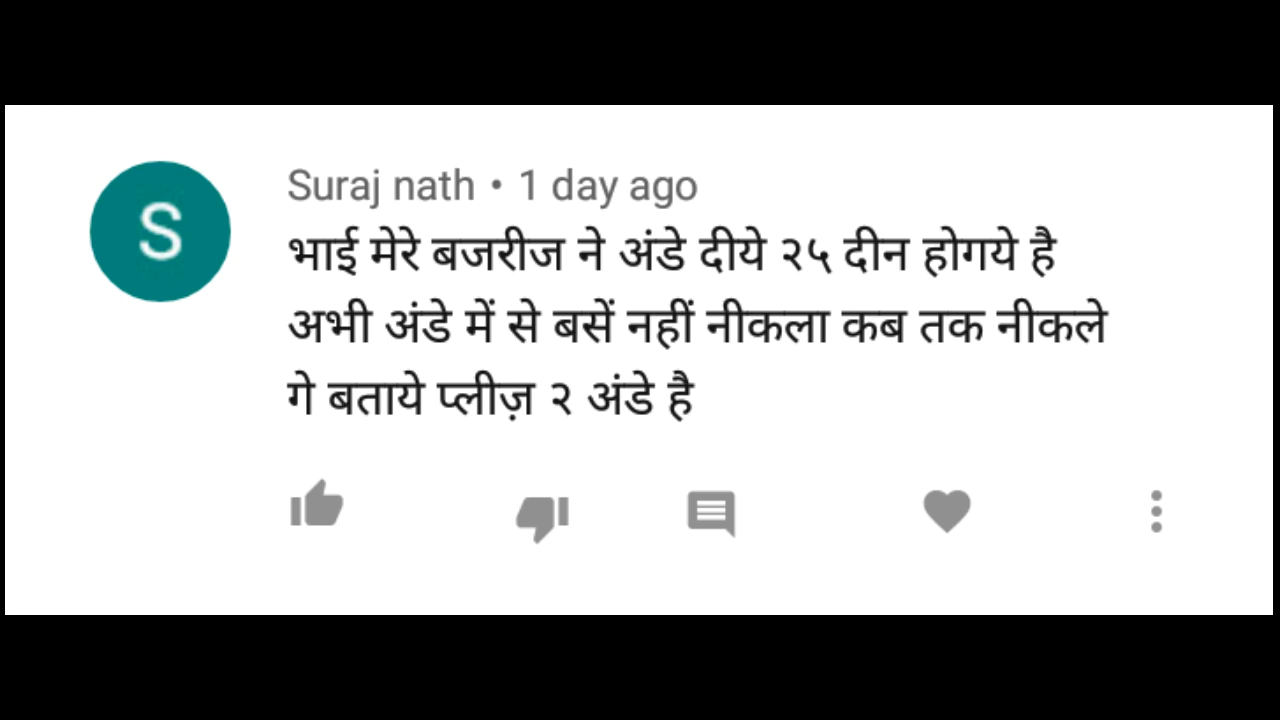 S
Suraj nath • 1 day ago
भाई मेरे बजरीज ने अंडे दीये २५ दीन होगये है
अभी अंडे में से बसें नहीं नीकला कब तक नीकले
गे बताये प्लीज़ २ अंडे है